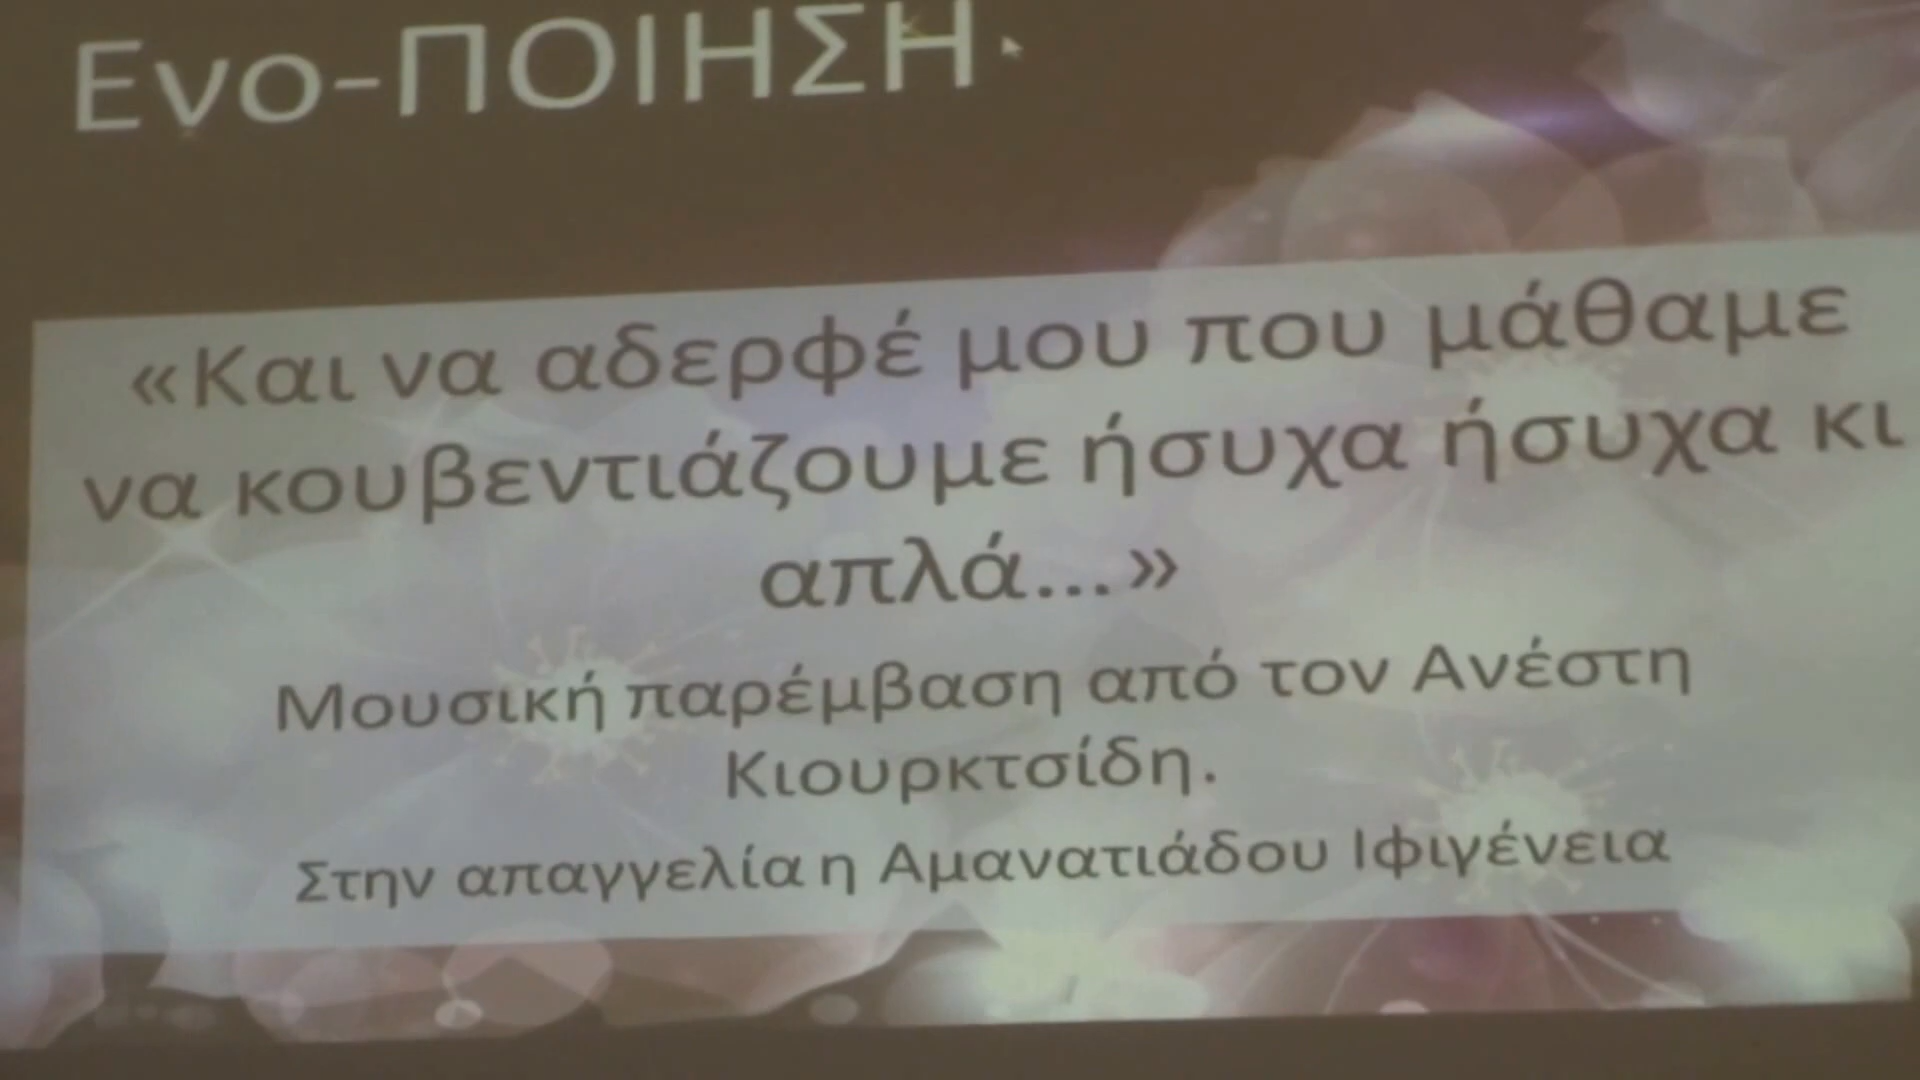 Ενο-ΠΟΙΗΣΗ.
«Και να αδερφέ μου που μάθαμε
να κουβεντιάζουμε ήσυχα ήσυχα κι
απλά...»
Μουσική παρέμβαση από τον Ανέστη
Κιουρκτσίδη.
Στην απαγγελία η Αμανατιάδου Ιφιγένεια